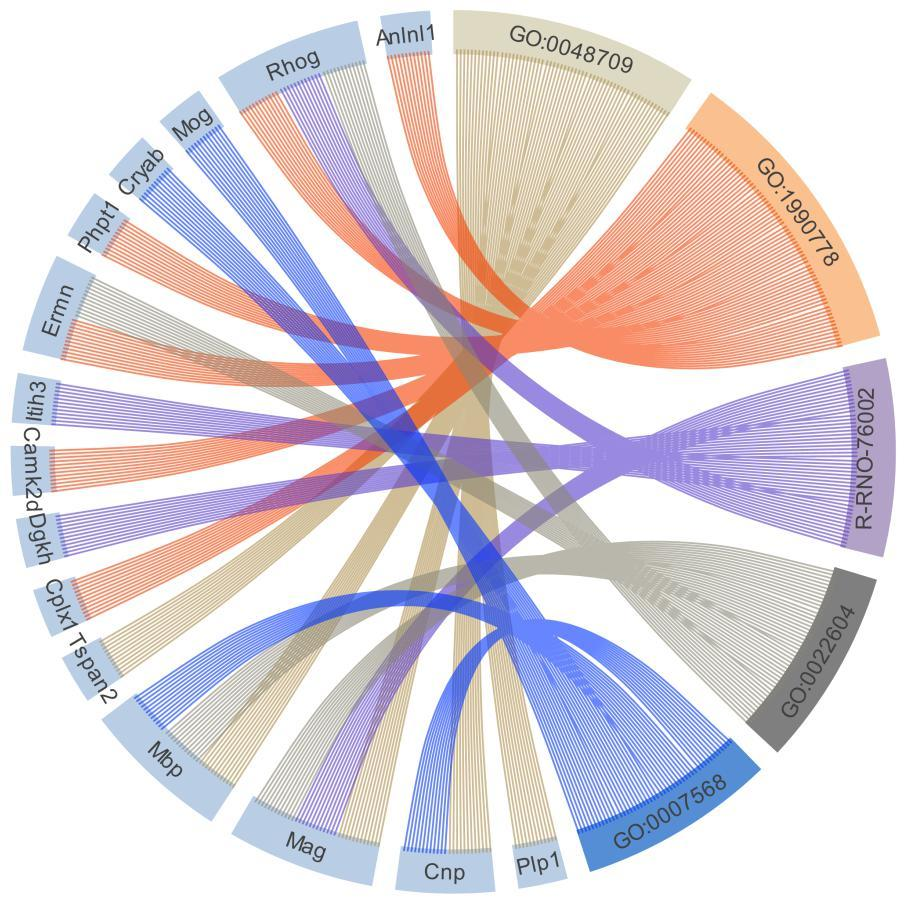 GO:0048709
GO:1990778
R-RNO-76002
GO:0022604
GO:0007568
Plp1
Cnp
Mag
Mbp
Tspan2
Cplx1
Dgkh
Camk2d
Itih3
Ermn
Phpt1
Cryab
Mog
Rhog
Anlnl1